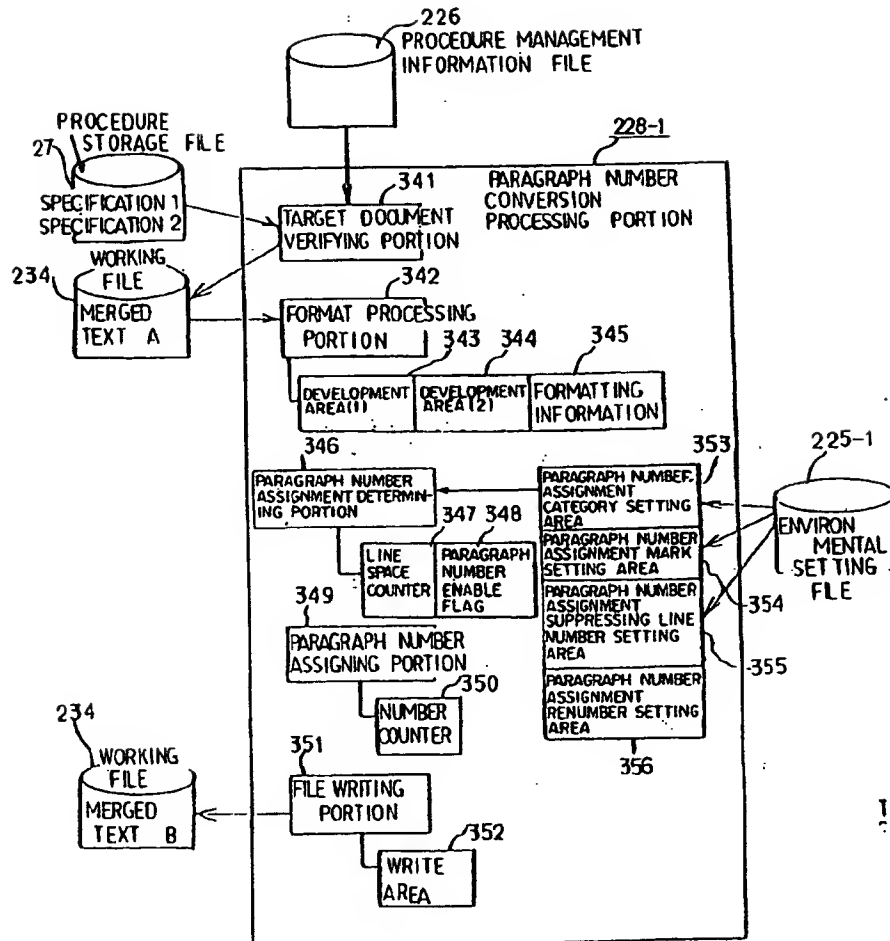 226
PROCEDURE MANAGEMENT
INFORMATION FILE
228-1
PROCEDURE
STORAGE FILE
27
SPECIFICATION 1
SPECIFICATION 2
341
TARGET DOCUMENT
VERIFYING PORTION
PARAGRAPH NUMBER
CONVERSION
PROCESSING PORTION
WORKING
FILE
234
MERGED
TEXT A
342
FORMAT PROCESSING
PORTION
343
344
345
DEVELOPMENT
AREA(1)
DEVELOPMENT
AREA(2)
FORMATTING
INFORMATION
346
PARAGRAPH NUMBER
ASSIGNMENT DETERMIN-
ING PORTION
353
PARAGRAPH NUMBER.
ASSIGNMENT
CATEGORY SETTING
AREA
225-1
ENVIRON
MENTAL
SETTING
FILE
347
348
LINE
SPACE
COUNTER
PARAGRAPH
NUMBER
ENABLE
FLAG
PARAGRAPH NUMBER
ASSIGNMENT MARK
SETTING AREA
354
PARAGRAPH NUMBER
ASSIGNMENT
SUPPRESSING LINE
NUMBER SETTING
AREA
355
349
PARAGRAPH NUMBER
ASSIGNING PORTION
350
NUMBER
COUNTER
PARAGRAPH NUMBER
ASSIGNMENT
RENUMBER SETTING
AREA
356
234
WORKING
FILE
MERGED
TEXT B
351
FILE WRITING
PORTION
352
WRITE
AREA